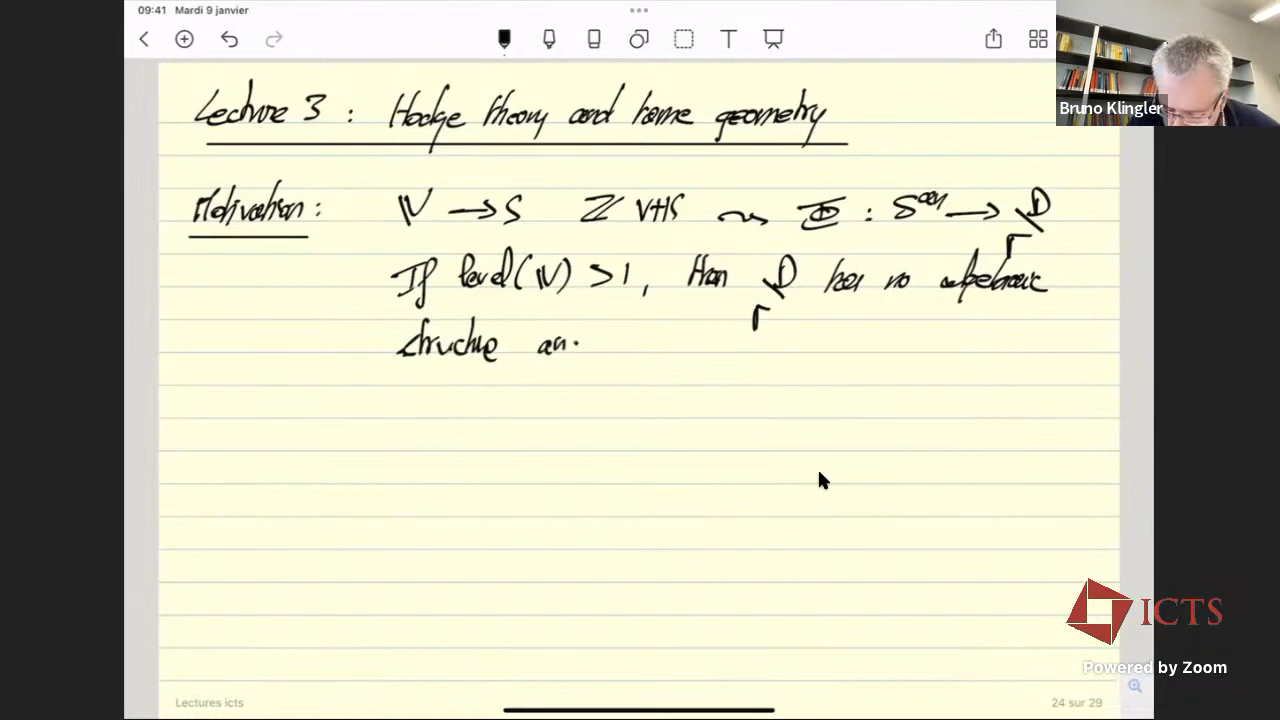 09:41 Mardi 9 janvier
Bruno Klingler
Lecture 3 : Hodge theory and tame geometry
Motivation : 𝕍 → S ℤ VHS ⇝ Φ : S^an → Γ\D
If level(𝕍) > 1, then Γ\D has no algebraic
structure an.
ICTS
Powered by Zoom
Lectures icts
24 sur 29